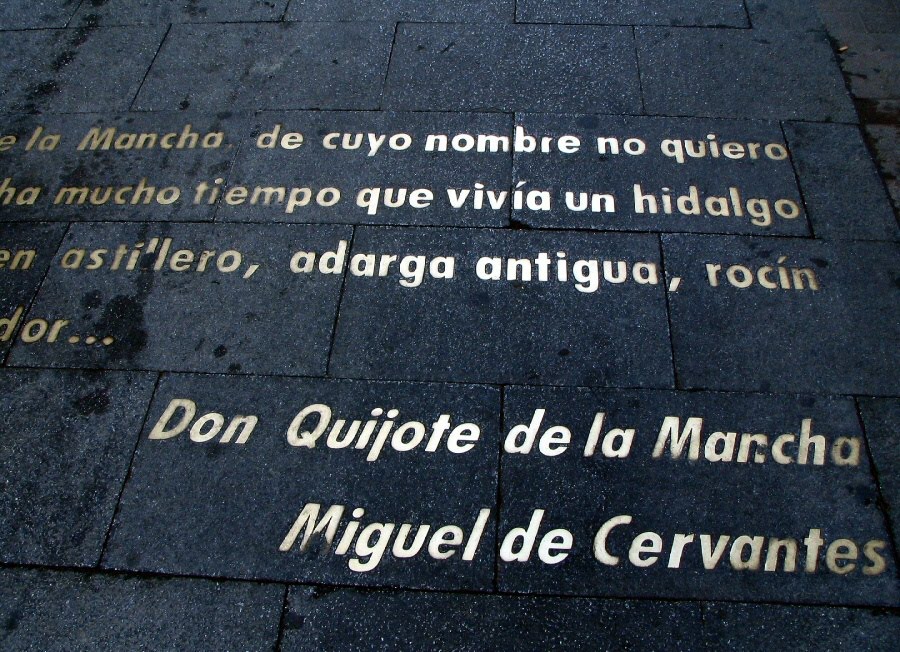 e la Mancha, de cuyo nombre no quiero
ha mucho tiempo que vivía un hidalgo
en astillero, adarga antigua, rocín
dor...
Don Quijote de la Mancha
Miguel de Cervantes